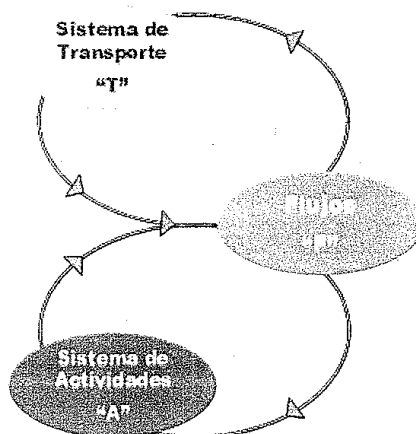 Sistema de
Transporte
“T”
Flujos
“F”
Sistema de
Actividades
“A”